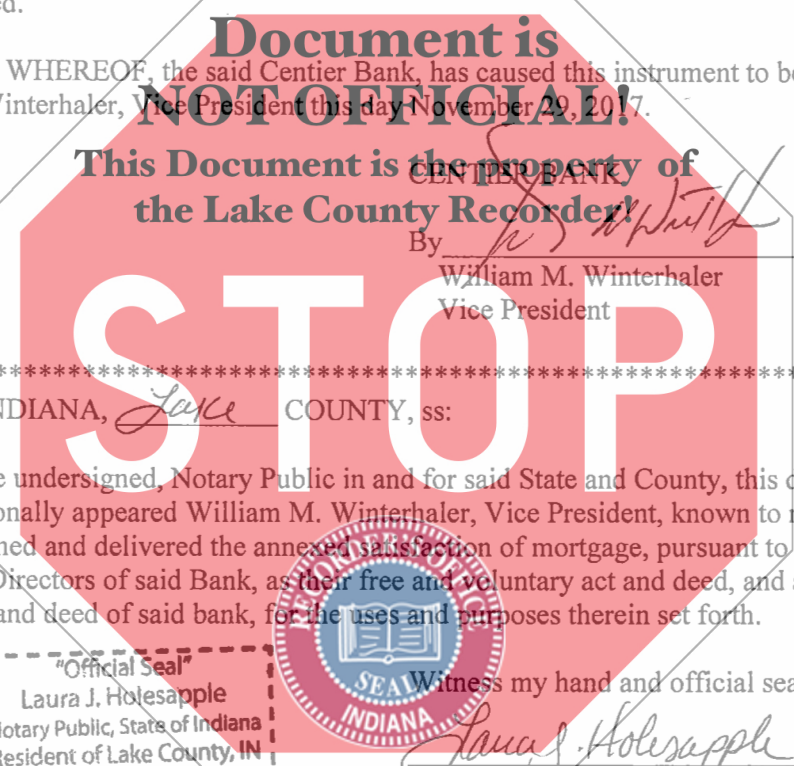 ed.
Document is
WHEREOF, the said Centier Bank, has caused this instrument to be
Winterhaler, Vice President this day November 29, 2017.
NOT OFFICIAL!
This Document is the property of
CENTIER BANK
the Lake County Recorder!
By
William M. Winterhaler
Vice President
STOP
NDIANA, Lake COUNTY, ss:
e undersigned, Notary Public in and for said State and County, this d
onally appeared William M. Winterhaler, Vice President, known to m
ned and delivered the annexed satisfaction of mortgage, pursuant to
Directors of said Bank, as their free and voluntary act and deed, and a
and deed of said bank, for the uses and purposes therein set forth.
RECORDER
SEAL
INDIANA
"Official Seal"
Laura J. Holesapple
Notary Public, State of Indiana
Resident of Lake County, IN
Witness my hand and official sea
Laura J. Holesapple